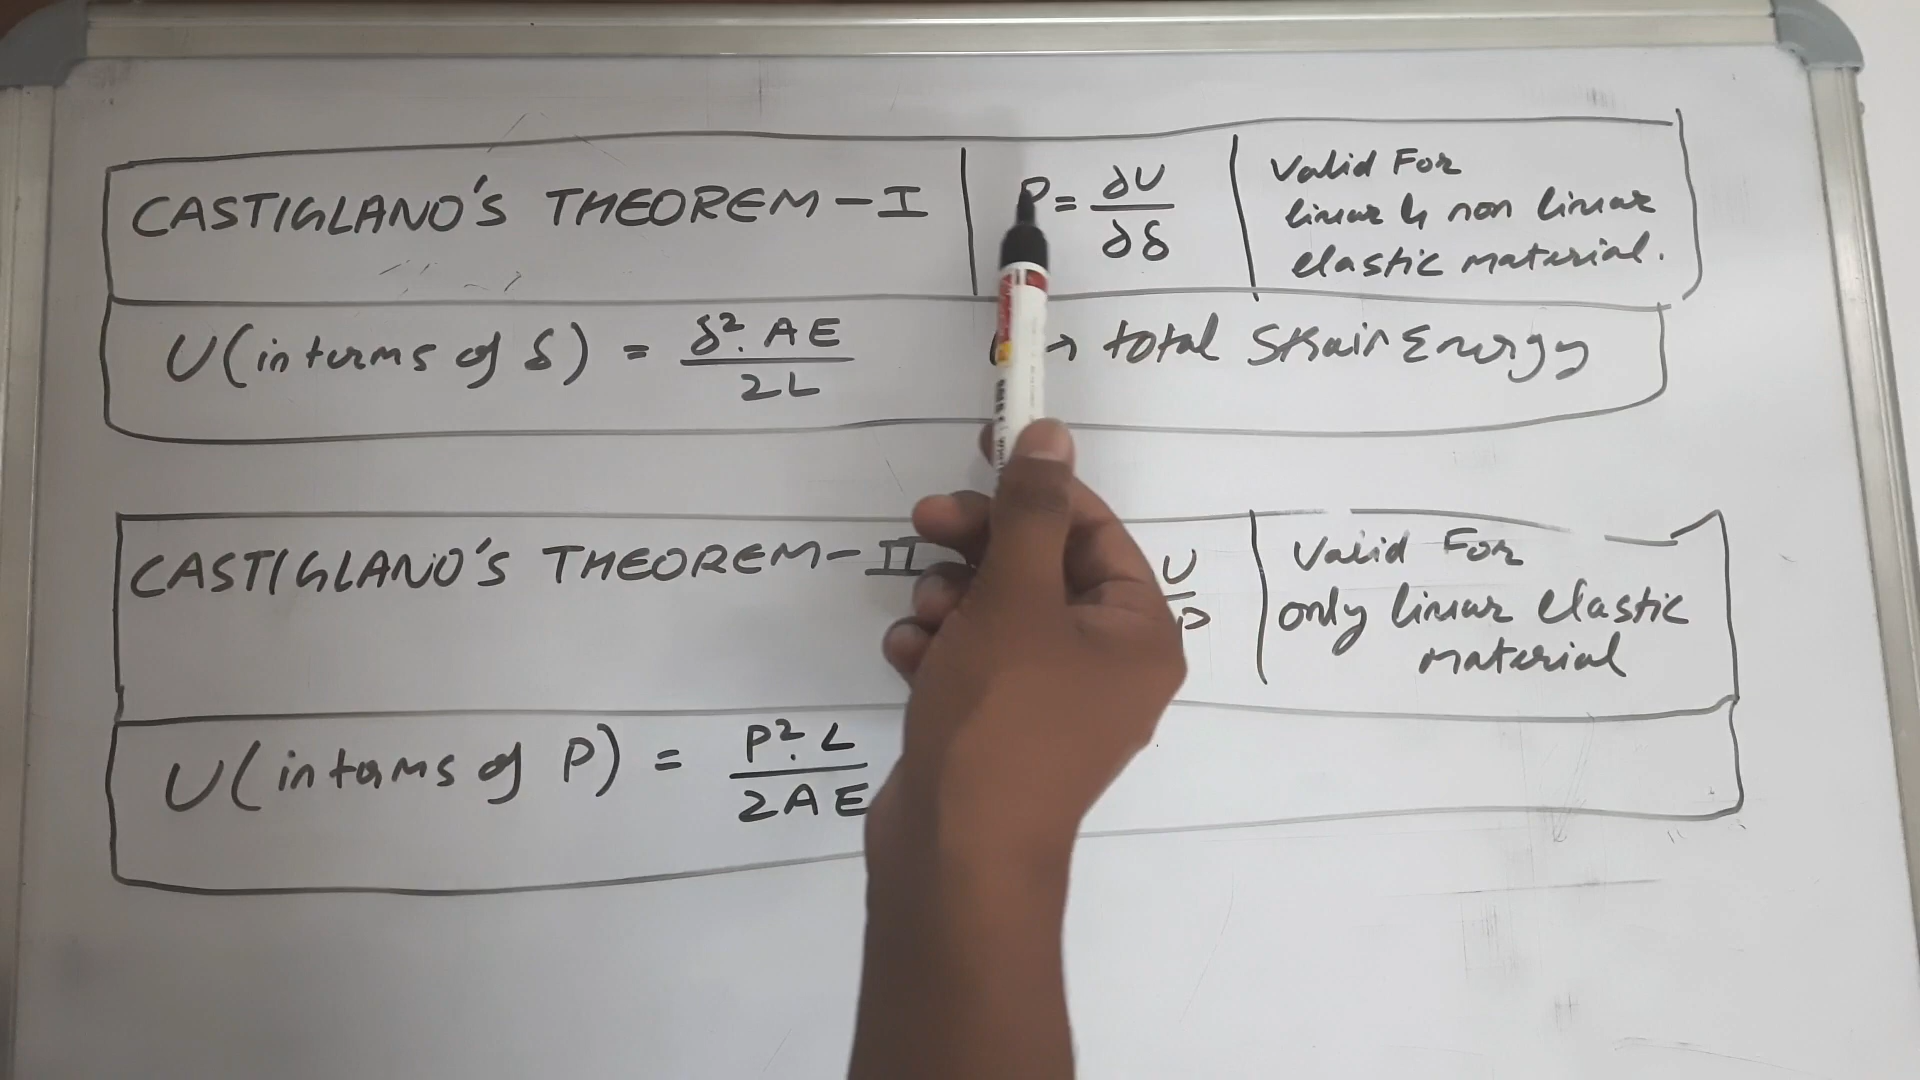 CASTIGLANO'S THEOREM-I
P = ∂U/∂δ
Valid For
linear & non linear
elastic material.
U(in terms of δ) = δ².AE/2L
→ total Strain Energy
CASTIGLANO'S THEOREM-II
U
P
Valid For
only linear elastic
material
U(in terms of P) = P².L/2AE